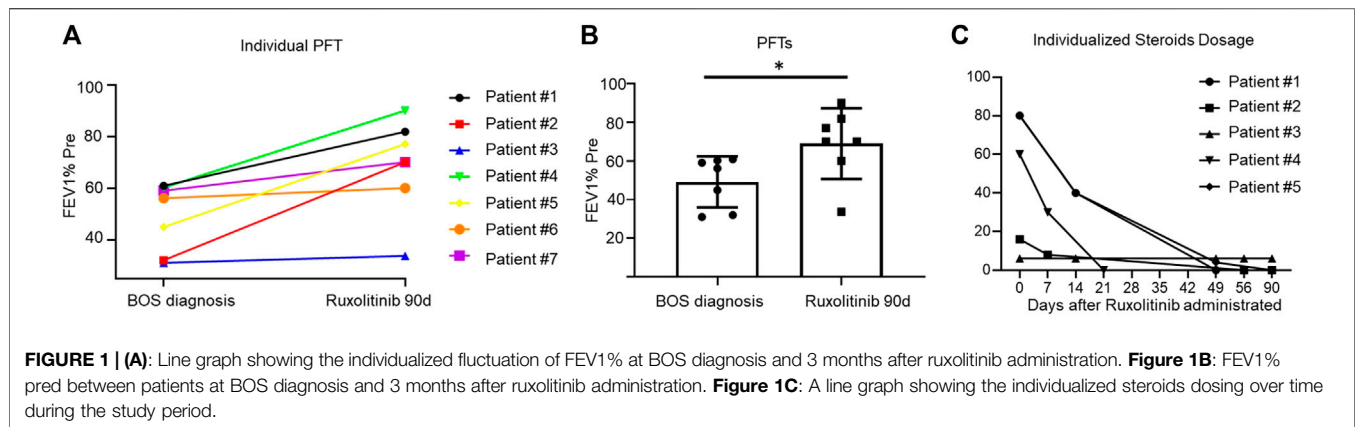 A
Individual PFT
FEV1% Pre
100
80
60
40
BOS diagnosis
Ruxolitinib 90d
Patient #1
Patient #2
Patient #3
Patient #4
Patient #5
Patient #6
Patient #7
B
PFTs
*
FEV1% Pre
100
80
60
40
20
BOS diagnosis
Ruxolitinib 90d
C
Individualized Steroids Dosage
100
80
60
40
20
0
0 7 14 21 28 35 42 49 56 90
Days after Ruxolitinib administrated
Patient #1
Patient #2
Patient #3
Patient #4
Patient #5
FIGURE 1 | (A): Line graph showing the individualized fluctuation of FEV1% at BOS diagnosis and 3 months after ruxolitinib administration. Figure 1B: FEV1%
pred between patients at BOS diagnosis and 3 months after ruxolitinib administration. Figure 1C: A line graph showing the individualized steroids dosing over time
during the study period.